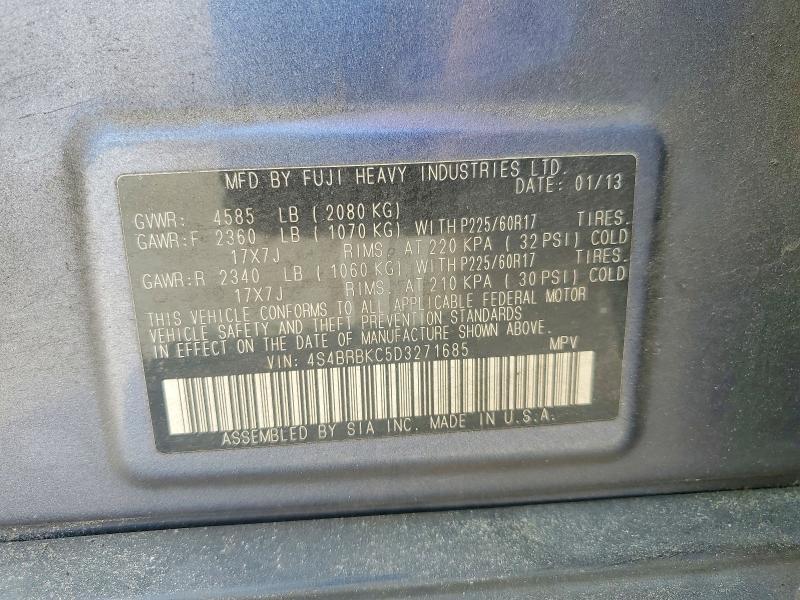 MFD BY FUJI HEAVY INDUSTRIES LTD.
DATE: 01/13
GVWR: 4585 LB ( 2080 KG)
GAWR:F 2360 LB ( 1070 KG) WITH P225/60R17 TIRES.
17X7J RIMS. AT 220 KPA ( 32 PSI) COLD
GAWR:R 2340 LB ( 1060 KG) WITH P225/60R17 TIRES.
17X7J RIMS. AT 210 KPA ( 30 PSI) COLD
THIS VEHICLE CONFORMS TO ALL APPLICABLE FEDERAL MOTOR
VEHICLE SAFETY AND THEFT PREVENTION STANDARDS
IN EFFECT ON THE DATE OF MANUFACTURE SHOWN ABOVE.
VIN: 4S4BRBKC5D3271685 MPV
ASSEMBLED BY SIA INC. MADE IN U.S.A.